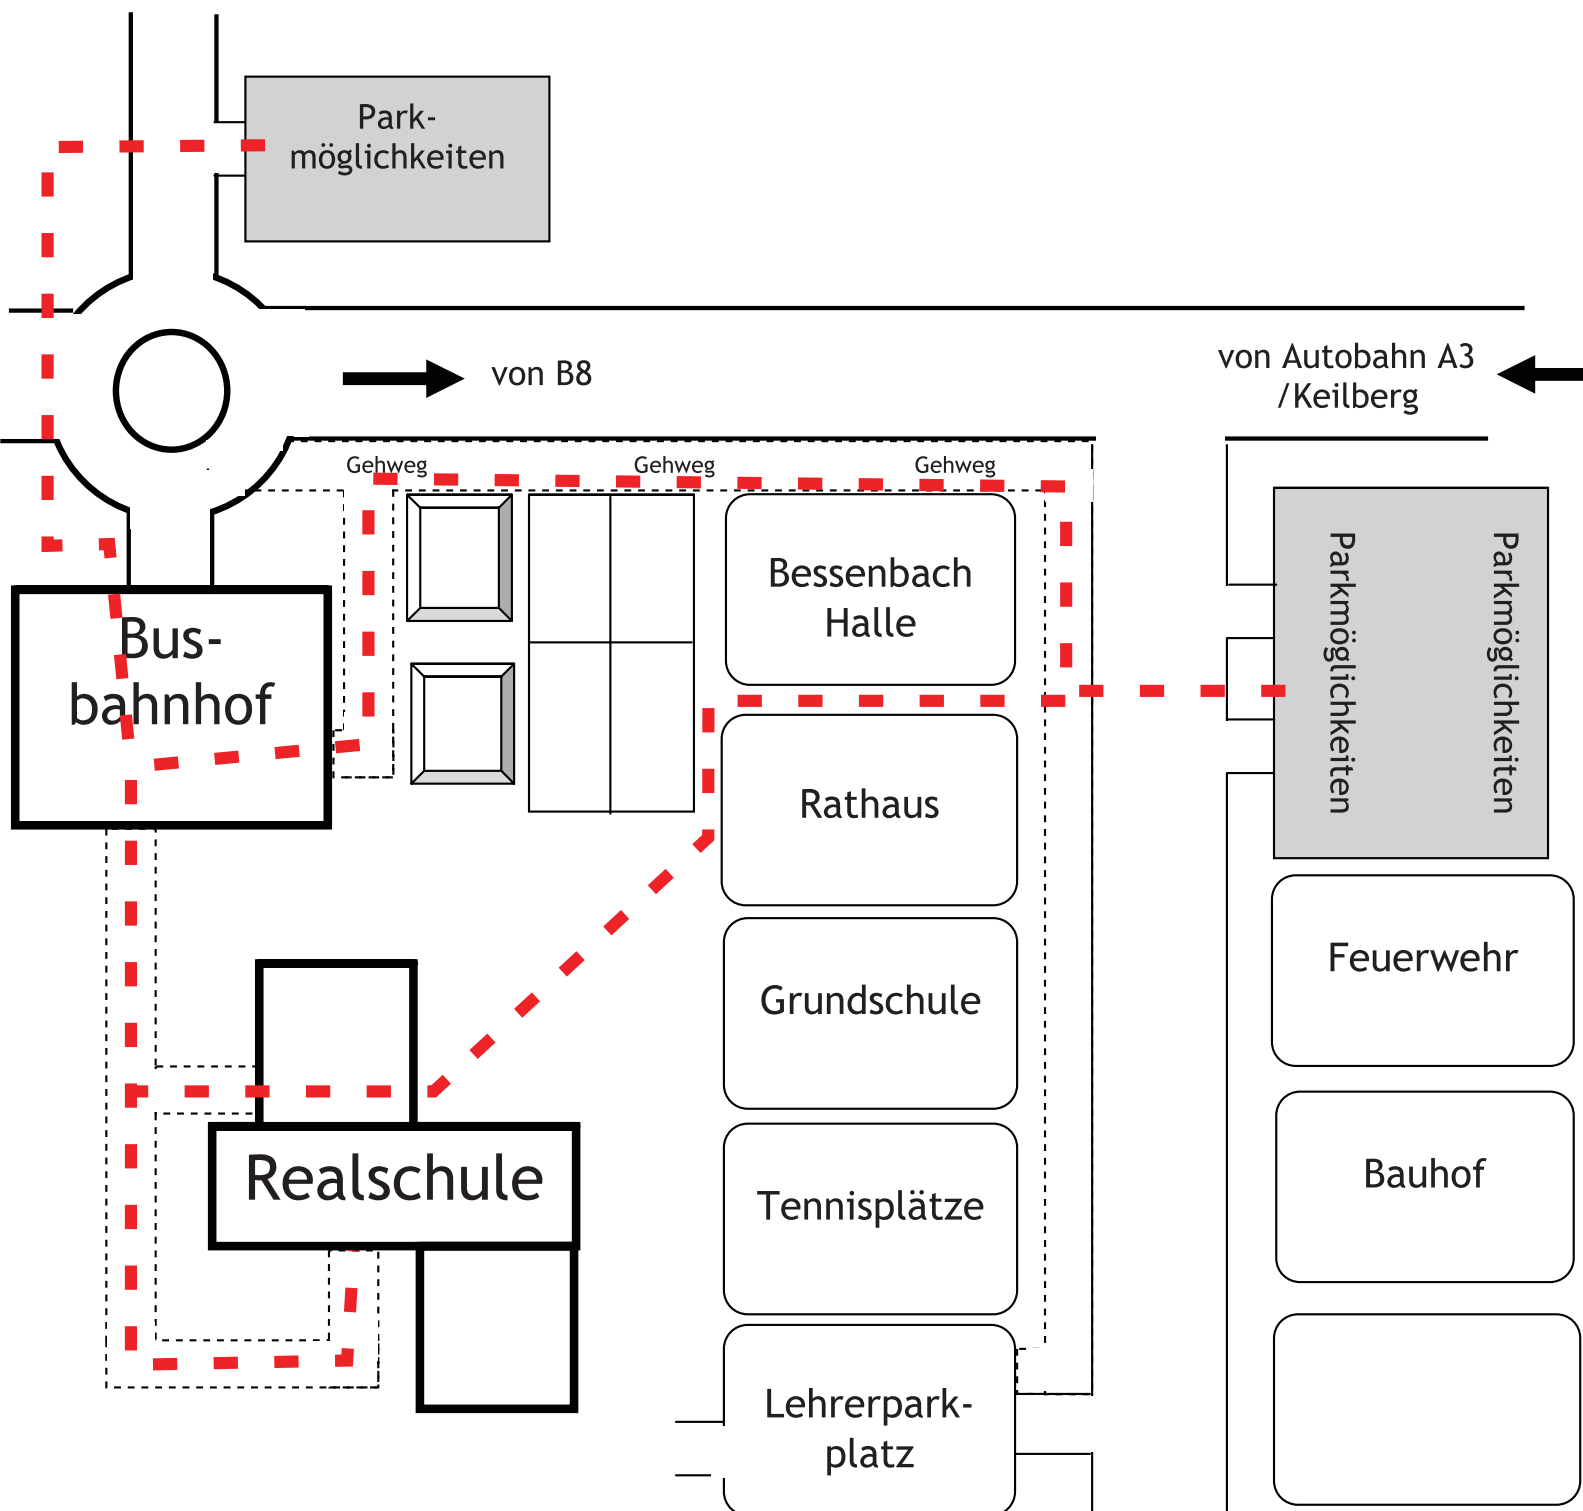 Park-
möglichkeiten
von B8
von Autobahn A3
/Keilberg
Gehweg
Gehweg
Gehweg
Bus-
bahnhof
Bessenbach
Halle
Parkmöglichkeiten
Parkmöglichkeiten
Rathaus
Feuerwehr
Grundschule
Realschule
Tennisplätze
Bauhof
Lehrerpark-
platz